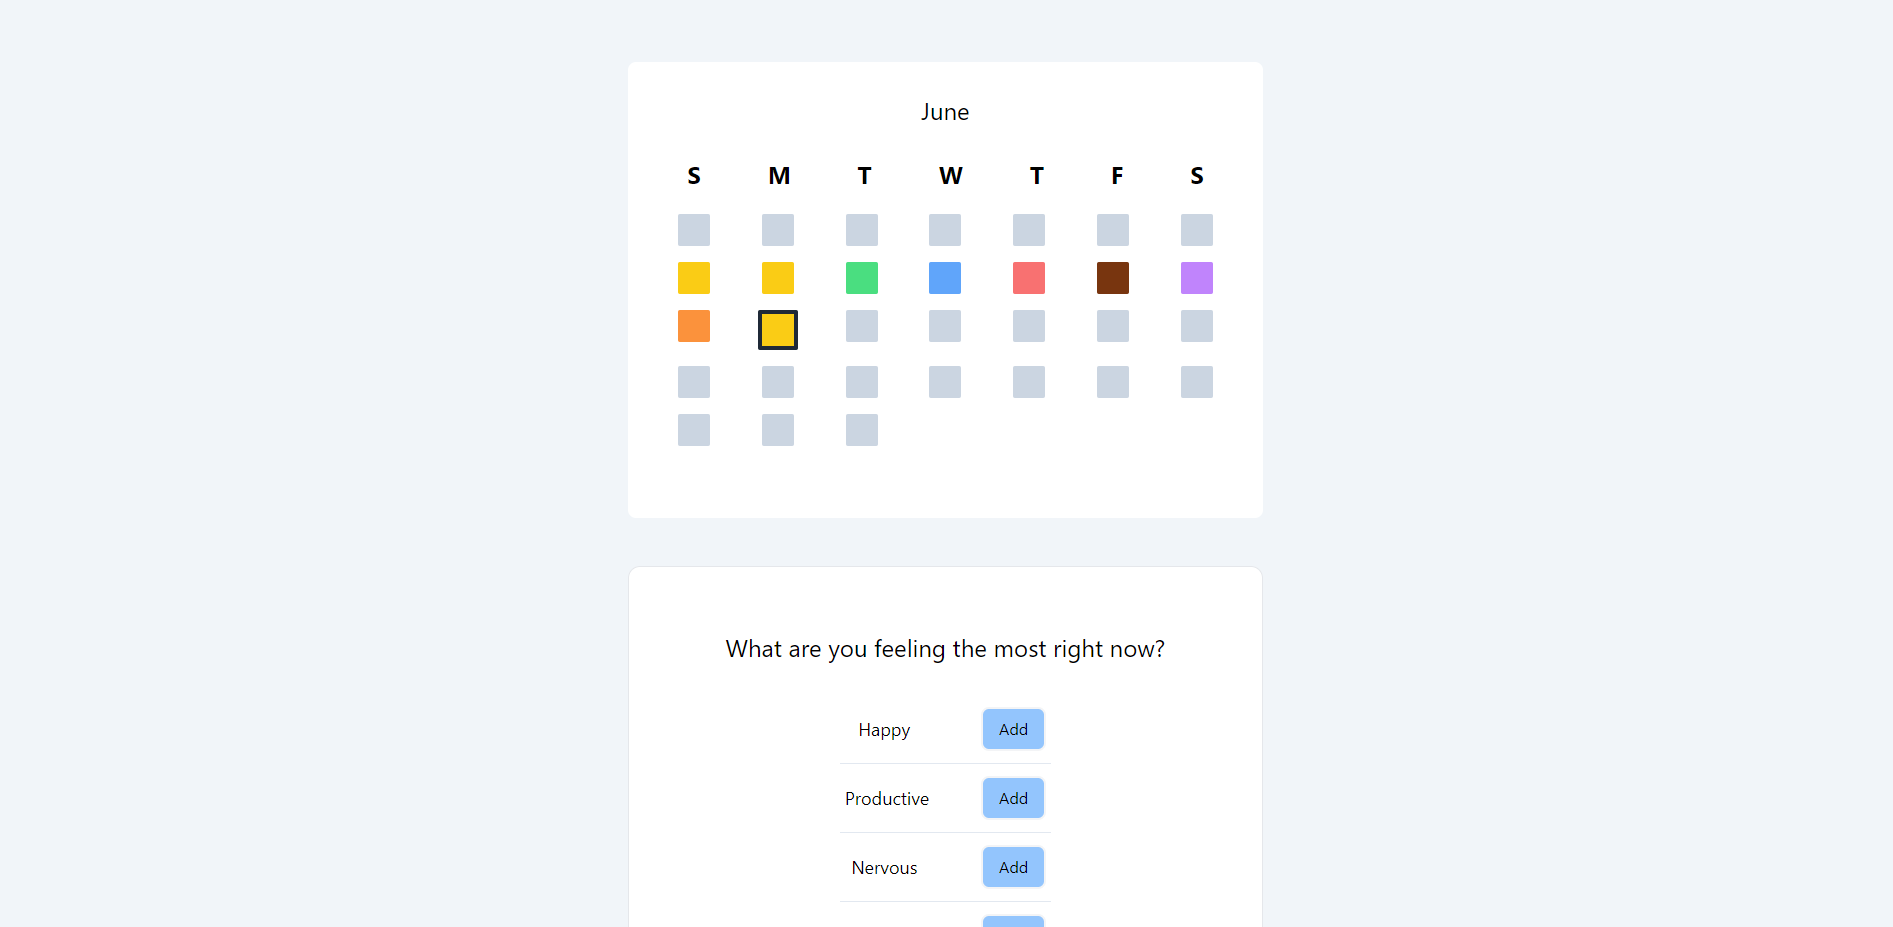 June
S M T W T F S
What are you feeling the most right now?
Happy Add
Productive Add
Nervous Add